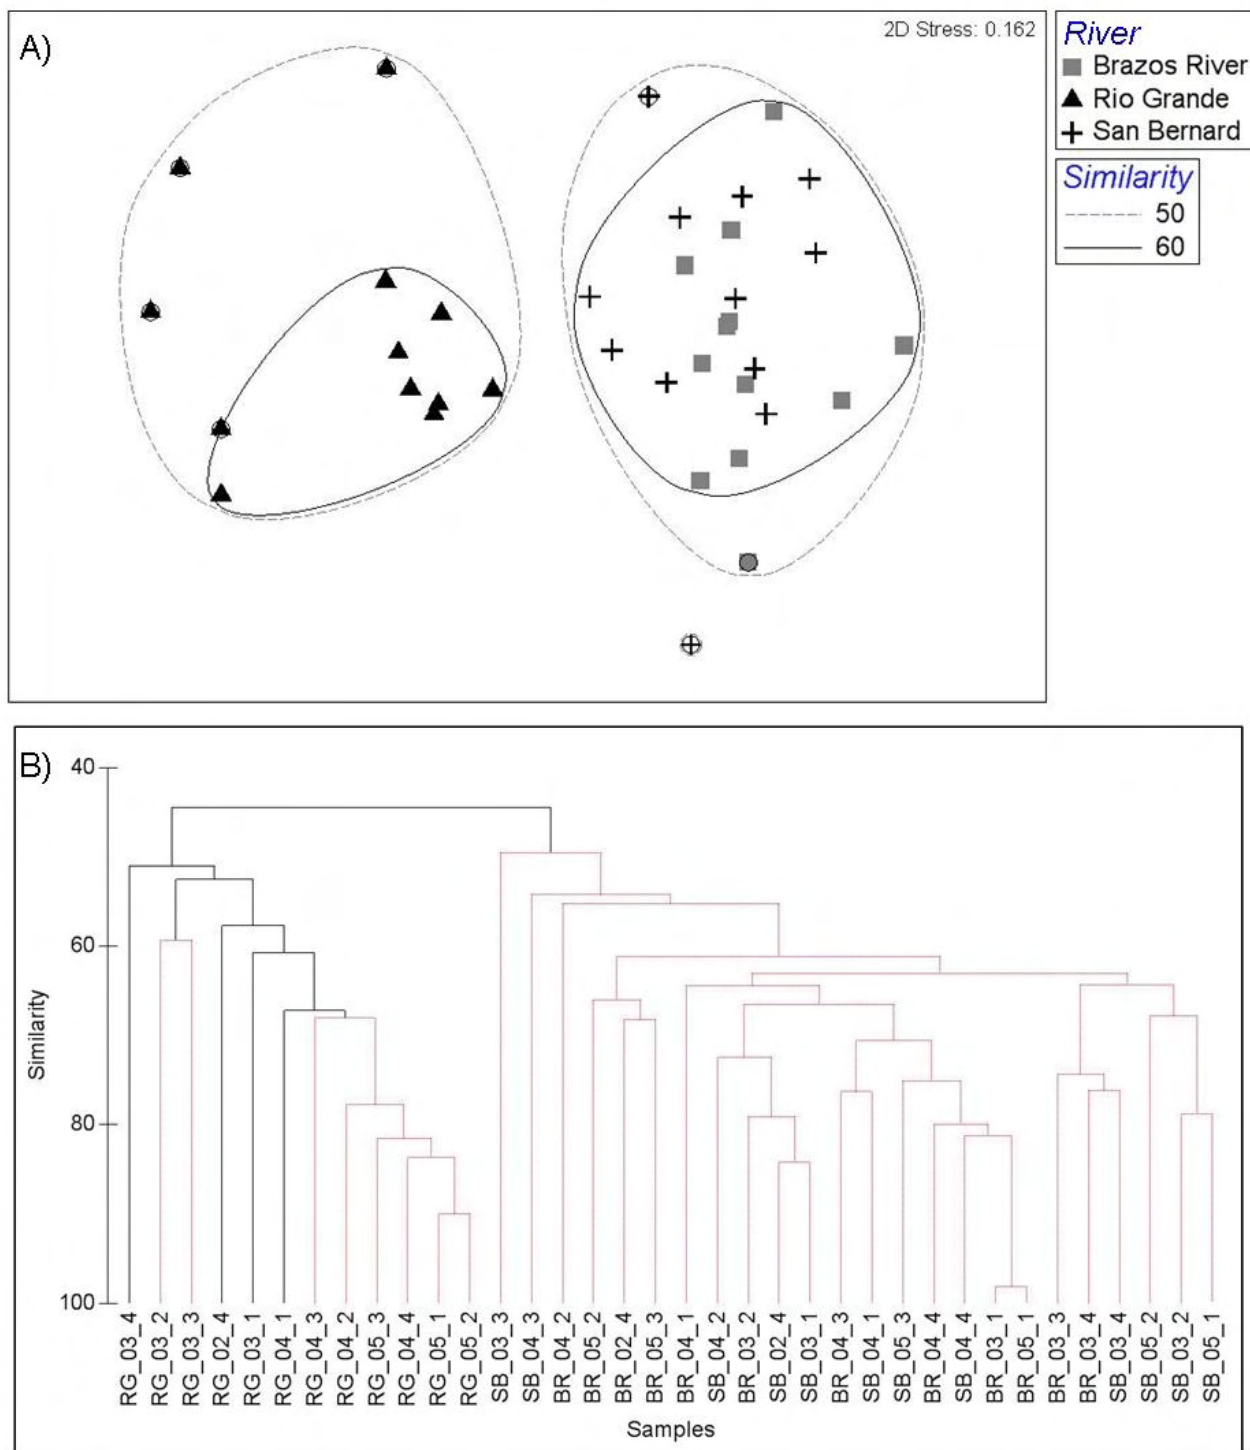 A)
2D Stress: 0.162
River
Brazos River
Rio Grande
San Bernard
Similarity
50
60
B)
40
60
80
100
Similarity
RG_03_4
RG_03_2
RG_03_3
RG_02_4
RG_03_1
RG_04_1
RG_04_3
RG_04_2
RG_05_3
RG_04_4
RG_05_1
RG_05_2
SB_03_3
SB_04_3
BR_04_2
BR_05_2
BR_02_4
BR_05_3
BR_04_1
SB_04_2
BR_03_2
SB_02_4
SB_03_1
BR_04_3
SB_04_1
SB_05_3
BR_04_4
SB_04_4
BR_03_1
BR_05_1
BR_03_3
BR_03_4
SB_03_4
SB_05_2
SB_03_2
SB_05_1
Samples